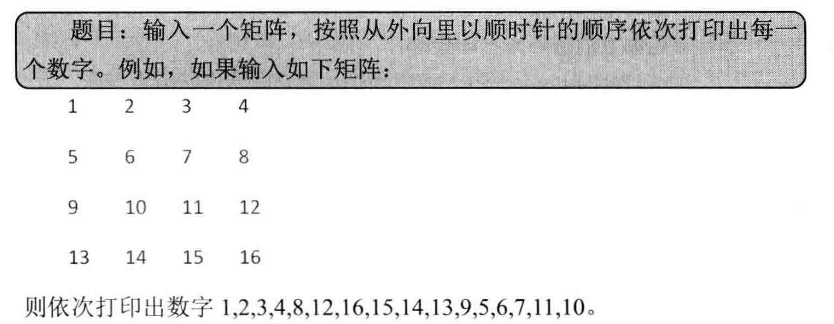 题目：输入一个矩阵，按照从外向里以顺时针的顺序依次打印出每一
个数字。例如，如果输入如下矩阵：
1 2 3 4
5 6 7 8
9 10 11 12
13 14 15 16
则依次打印出数字 1,2,3,4,8,12,16,15,14,13,9,5,6,7,11,10。